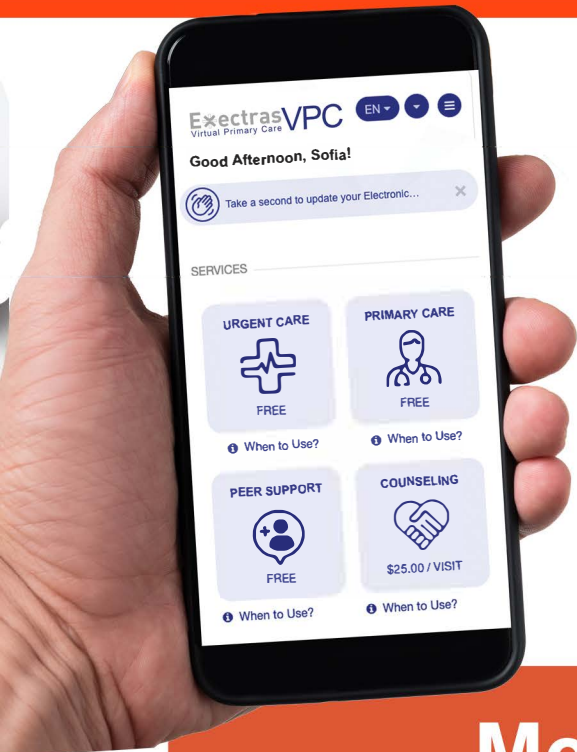 ExectrasVPC EN
Virtual Primary Care
Good Afternoon, Sofia!
Take a second to update your Electronic...
SERVICES
URGENT CARE
FREE
When to Use?
PRIMARY CARE
FREE
When to Use?
PEER SUPPORT
FREE
When to Use?
COUNSELING
$25.00 / VISIT
When to Use?